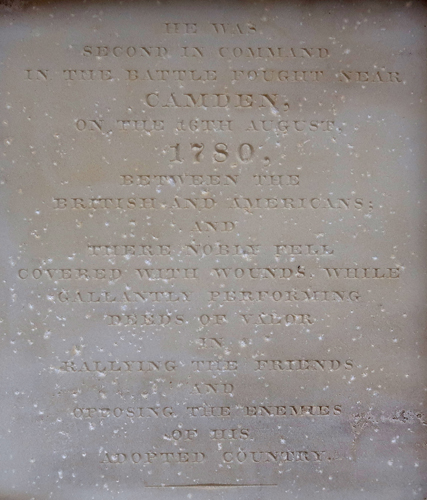 HE WAS
SECOND IN COMMAND
IN THE BATTLE FOUGHT NEAR
CAMDEN,
ON THE 16TH AUGUST,
1780,
BETWEEN THE
BRITISH AND AMERICANS;
AND
THERE NOBLY FELL
COVERED WITH WOUNDS, WHILE
GALLANTLY PERFORMING
DEEDS OF VALOR
IN
RALLYING THE FRIENDS
AND
OPPOSING THE ENEMIES
OF HIS
ADOPTED COUNTRY.